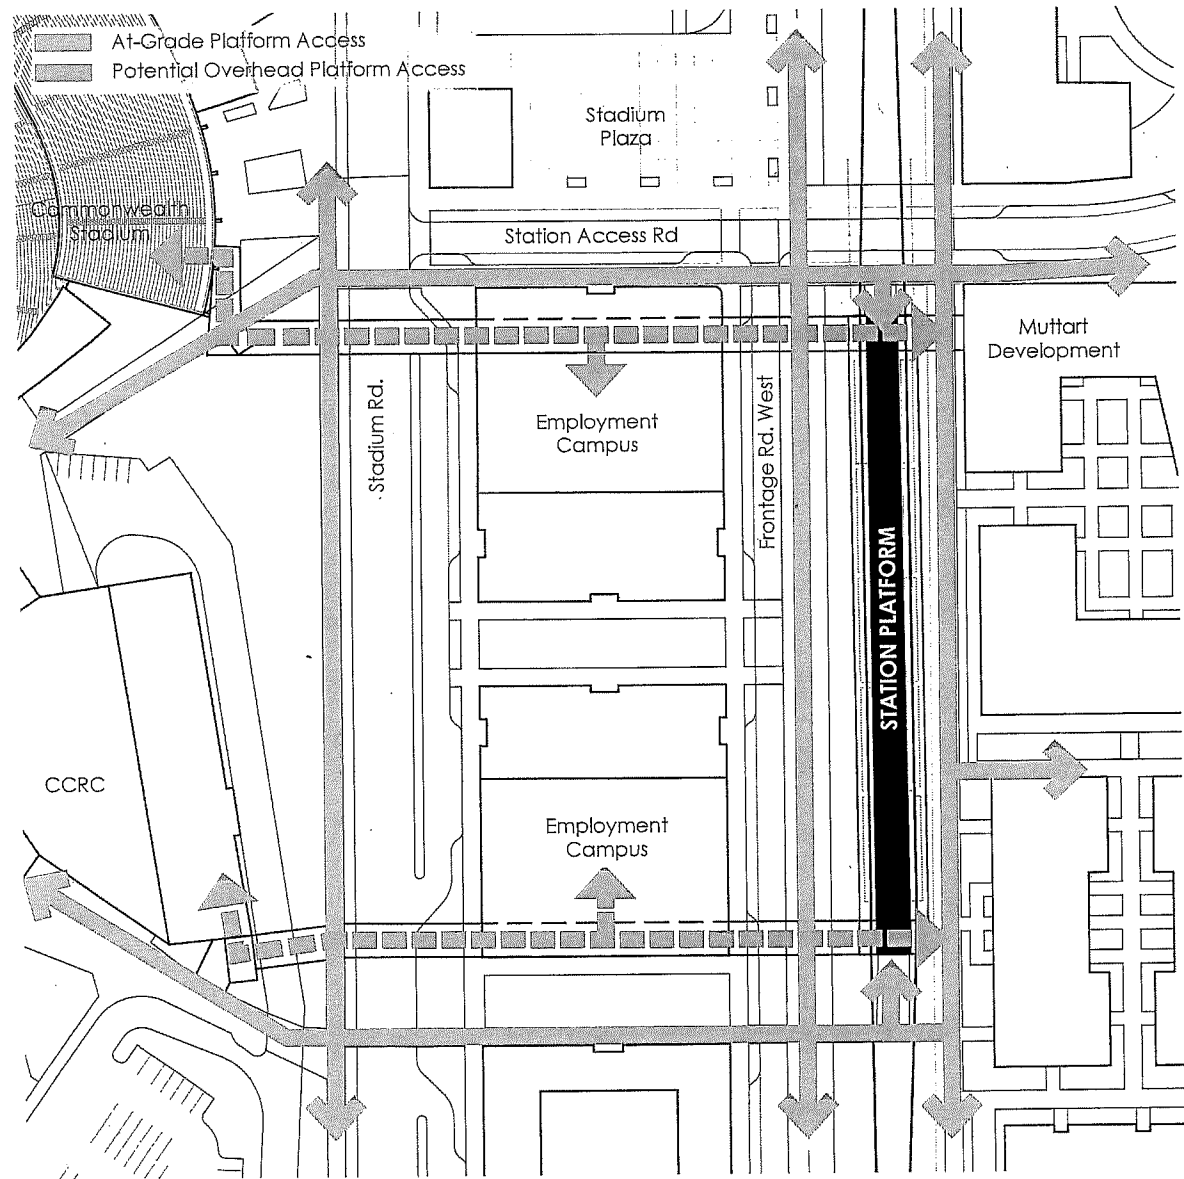 At-Grade Platform Access
Potential Overhead Platform Access
Stadium
Plaza
Commonwealth
Stadium
Station Access Rd
Muttart
Development
Stadium Rd.
Employment
Campus
Frontage Rd. West
STATION PLATFORM
CCRC
Employment
Campus